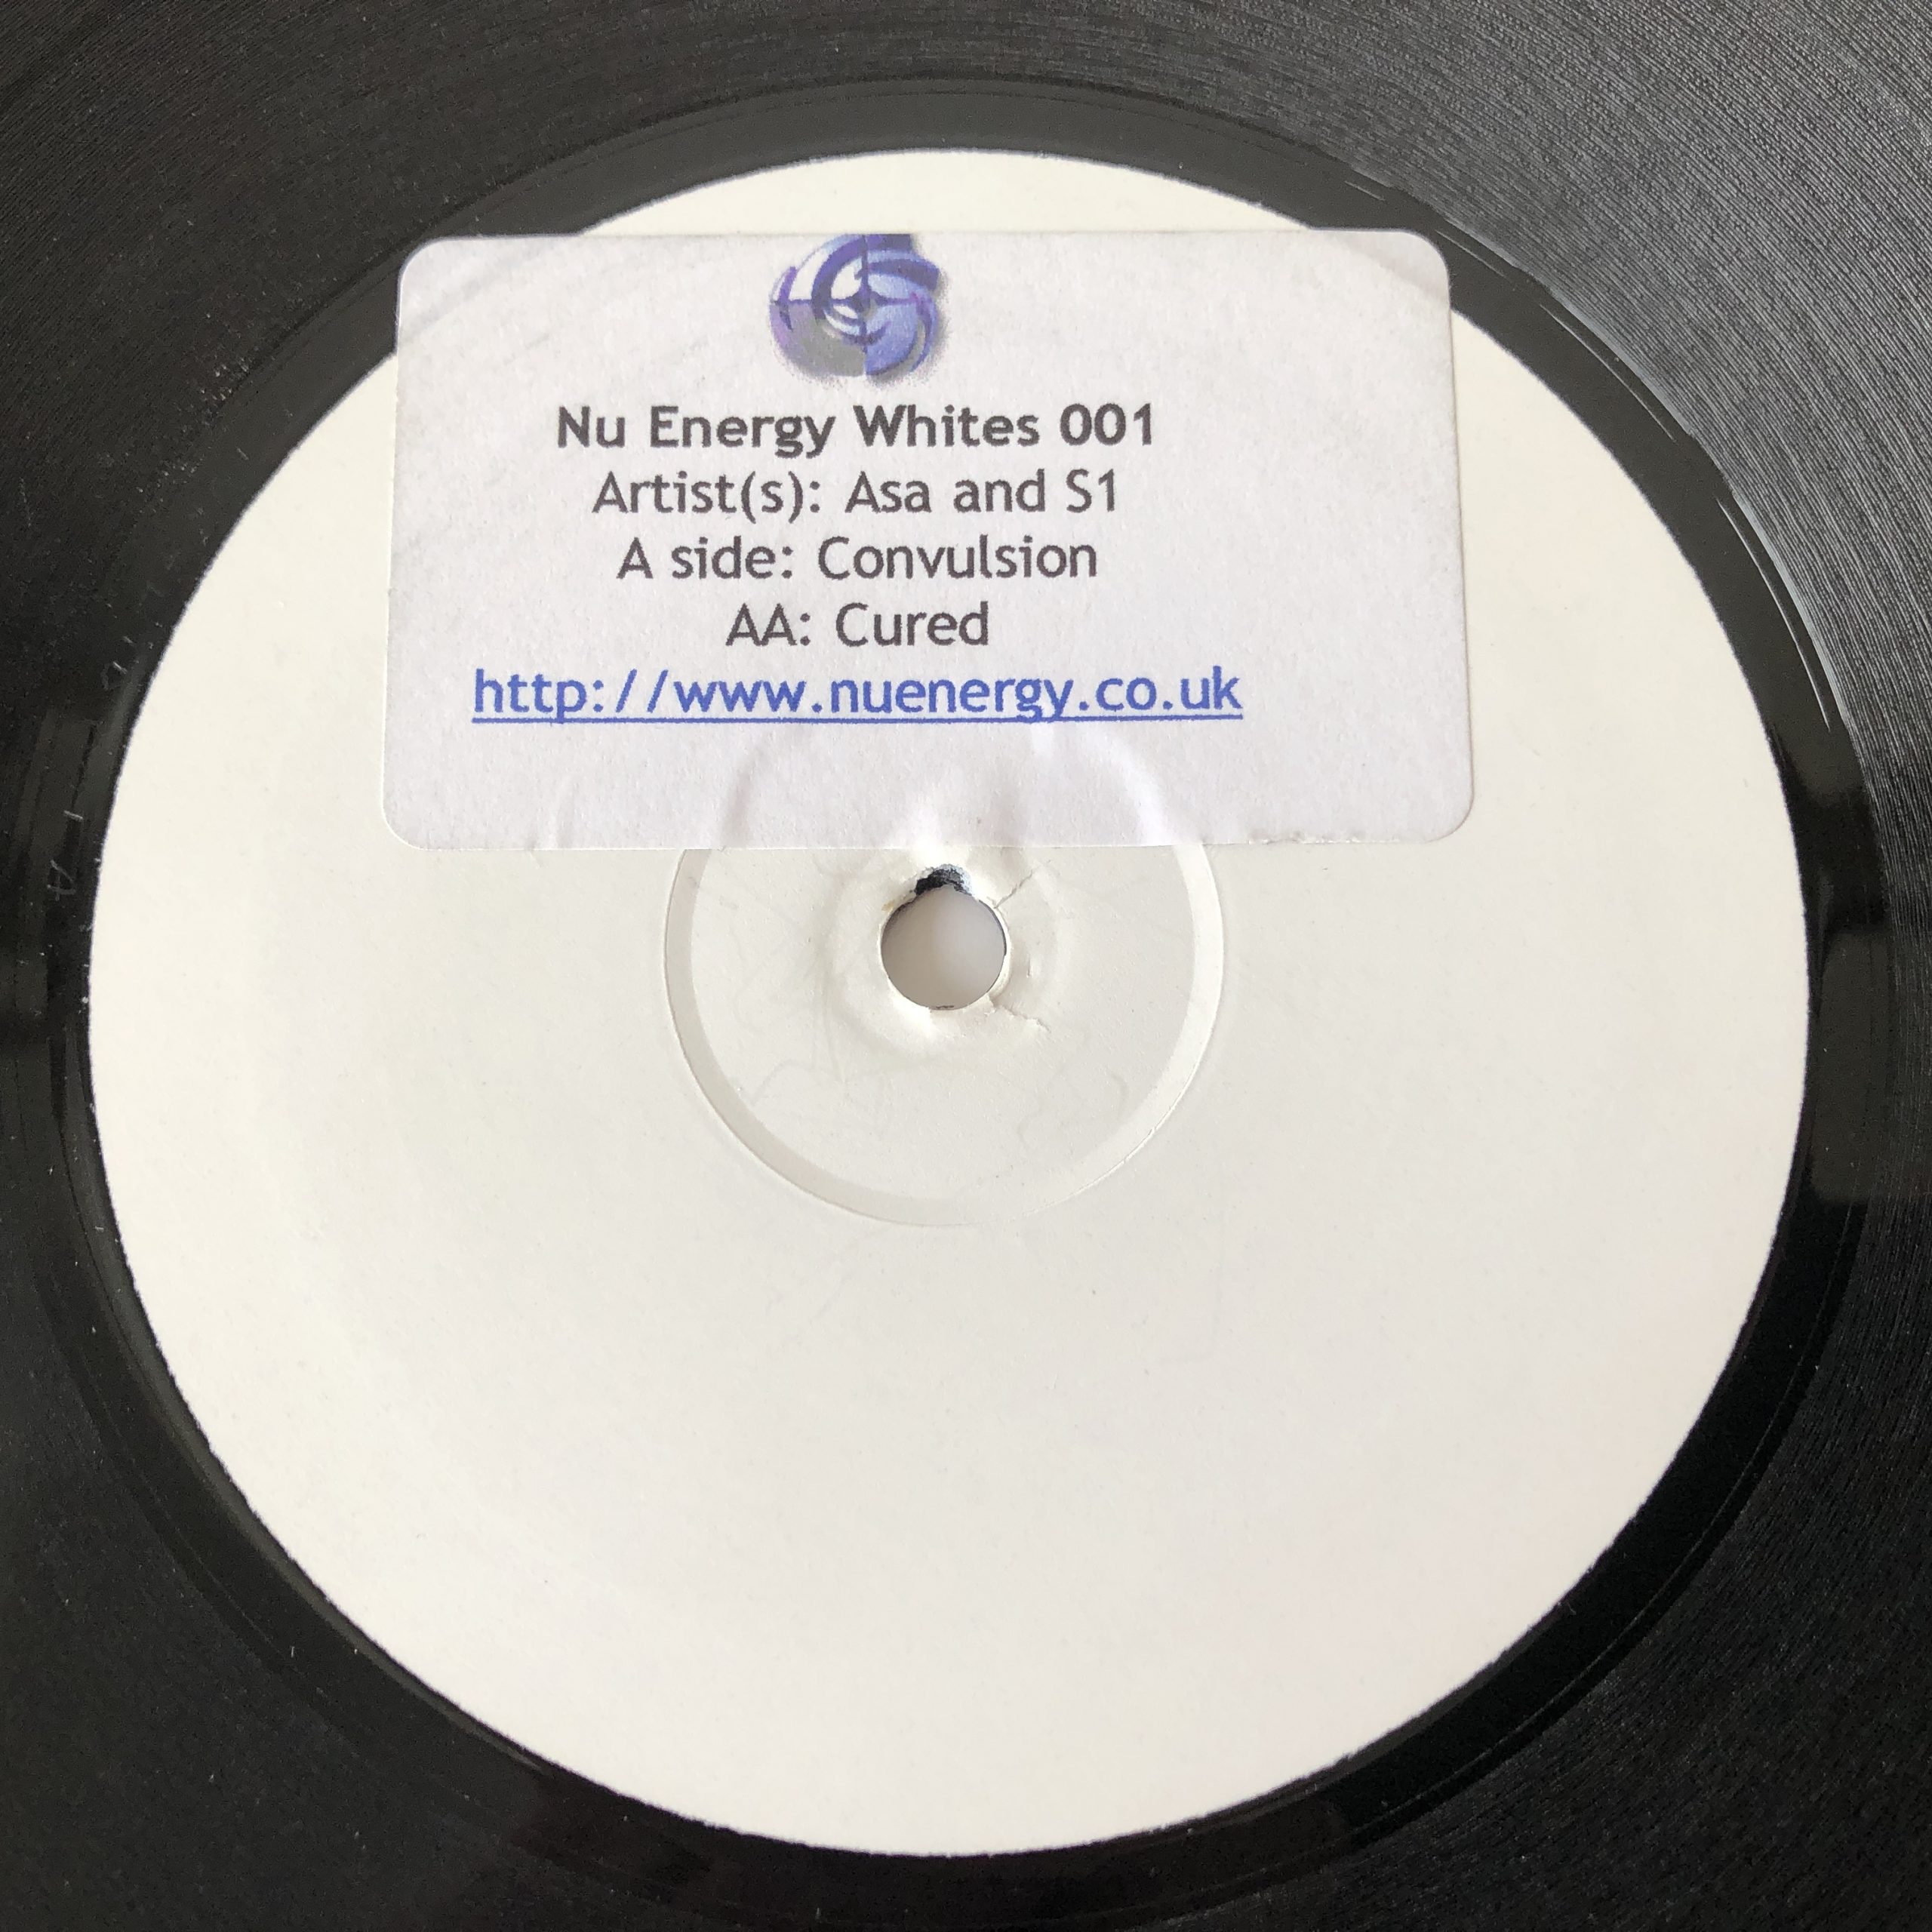 Nu Energy Whites 001
Artist(s): Asa and S1
A side: Convulsion
AA: Cured
http://www.nuenergy.co.uk